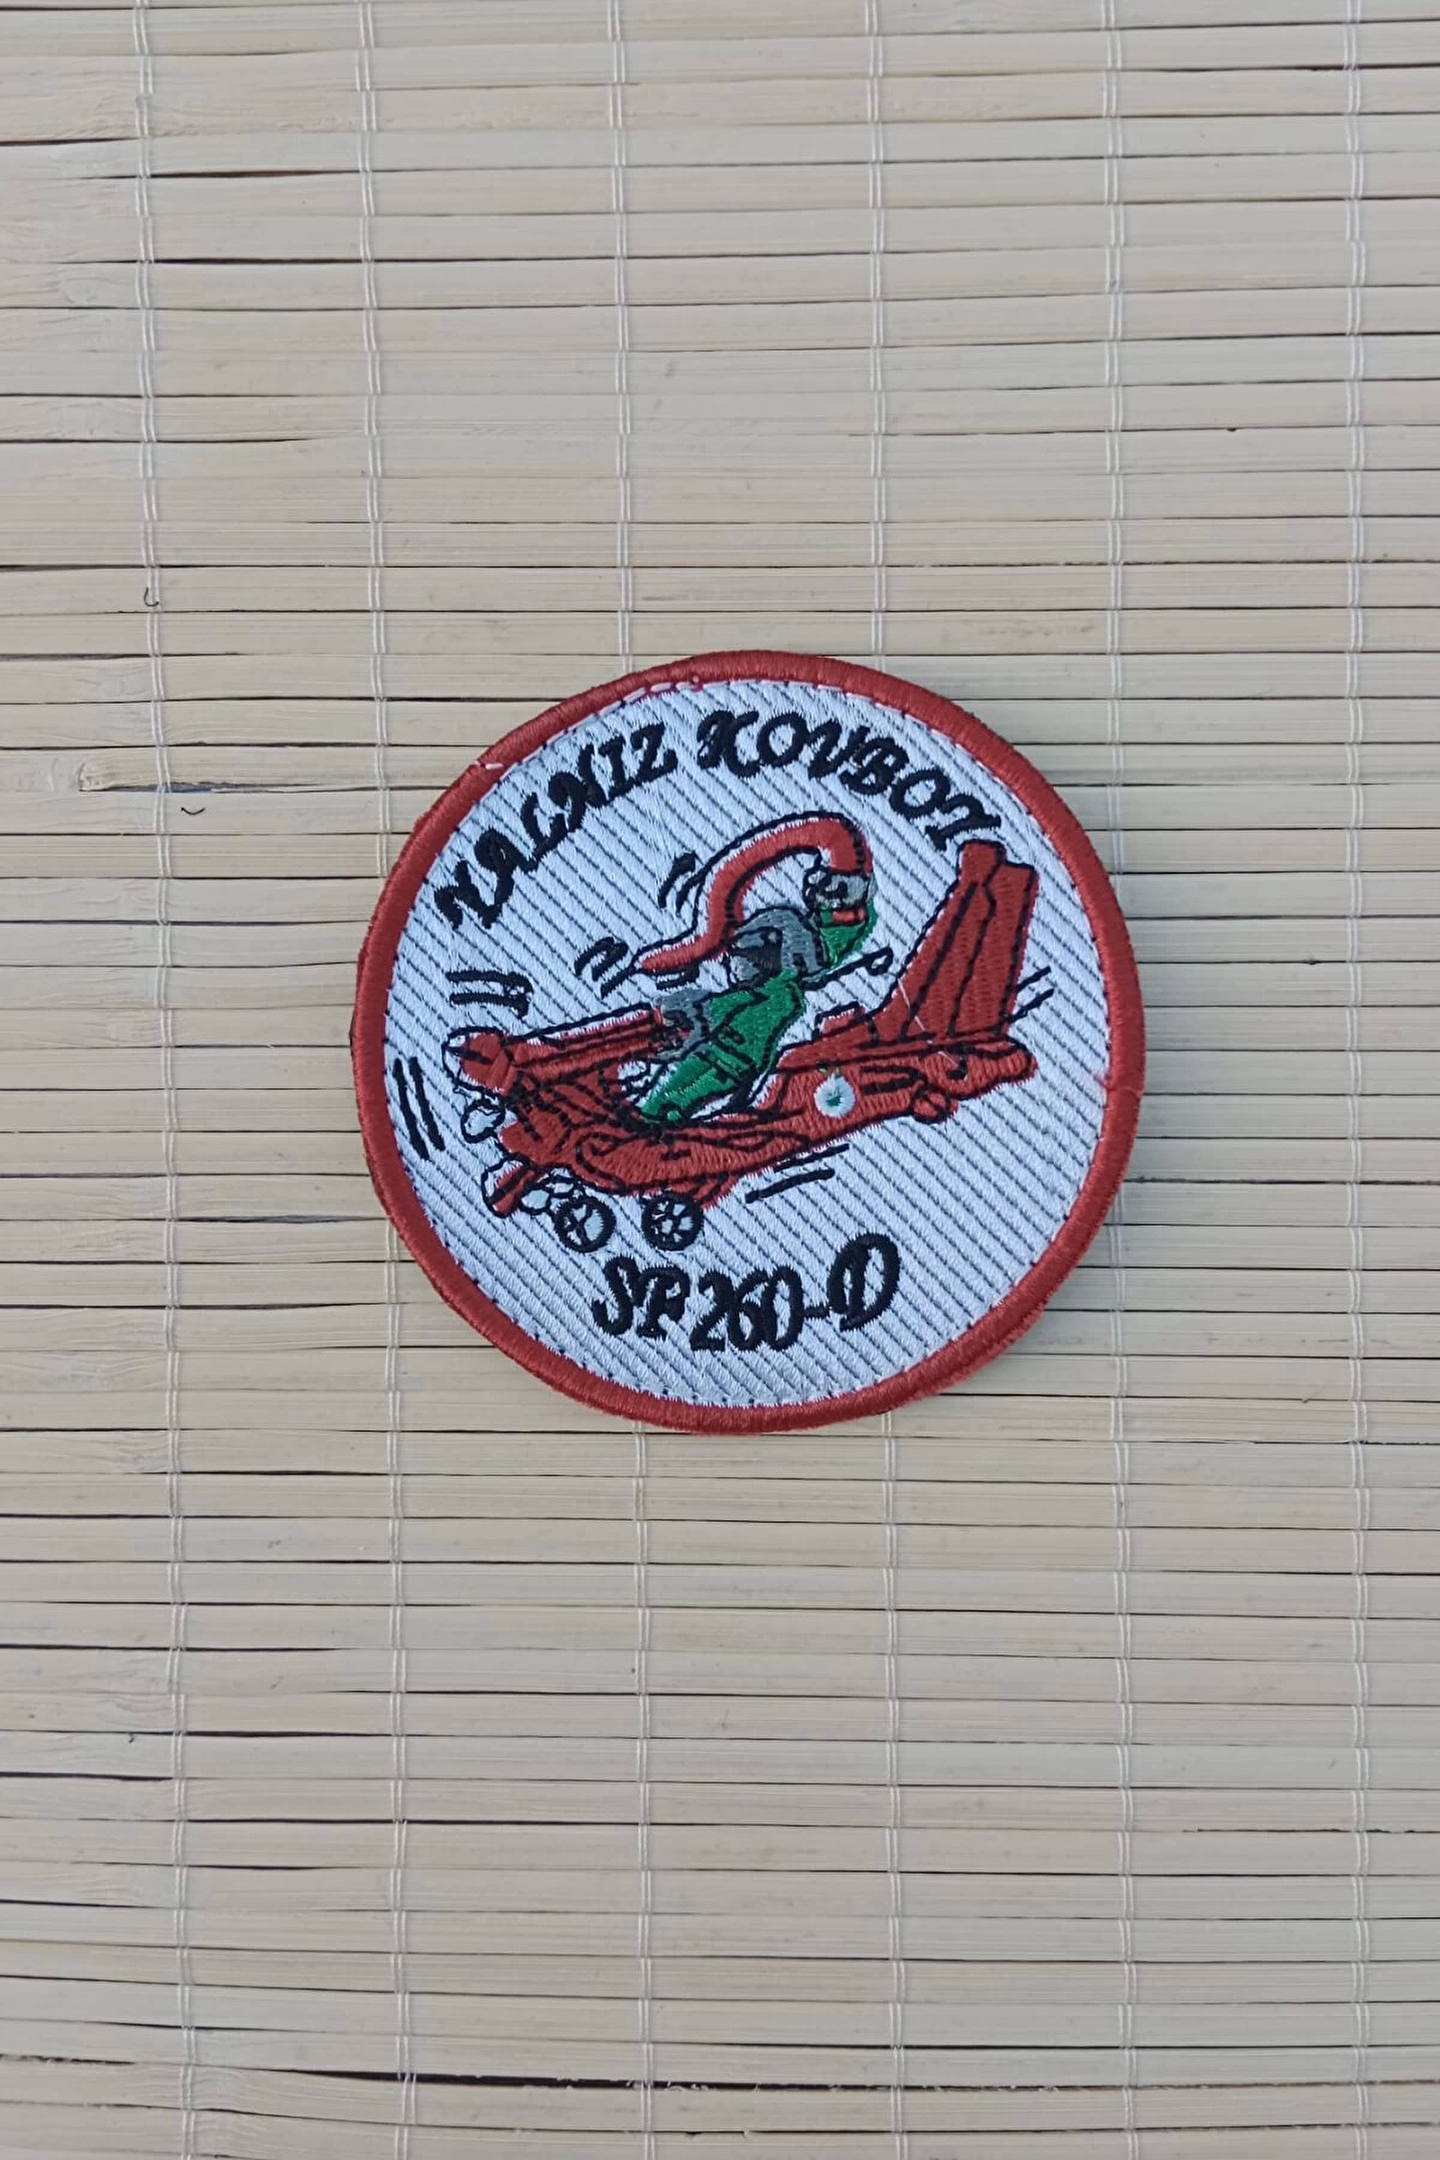 YALNIZ KOVBOY
SF 260-D